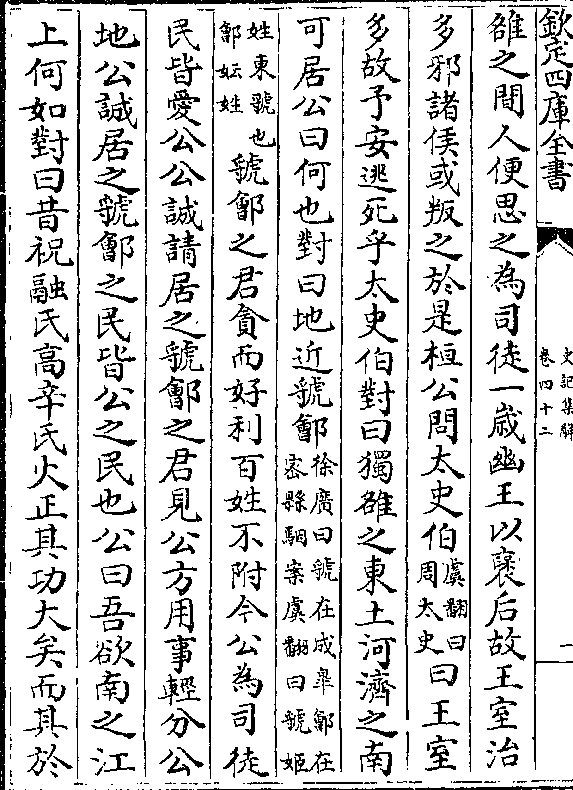 欽定四庫全書
史記集解
卷四十二
雒之間人便思之為司徒一歲幽王以襃后故王室治
多邪諸侯或叛之於是桓公問太史伯虞翻曰周太史曰王室
多故予安逃死乎太史伯對曰獨雒之東土河濟之南
可居公曰何也對曰地近虢鄶徐廣曰虢在成臯鄶在密縣駰案虞翻曰虢姬
姓東虢也鄶妘姓虢鄶之君貪而好利百姓不附今公為司徒
民皆愛公公誠請居之虢鄶之君見公方用事輕分公
地公誠居之虢鄶之民皆公之民也公曰吾欲南之江
上何如對曰昔祝融氏高辛氏火正其功大矣而其於